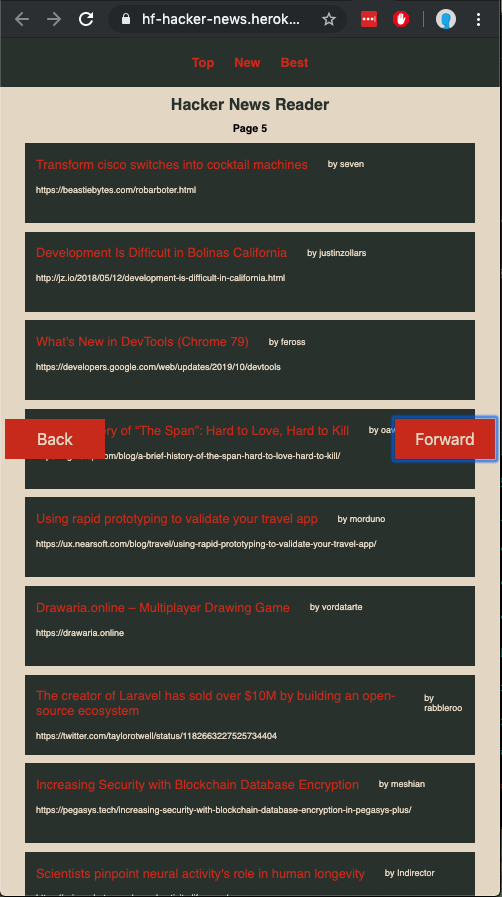 hf-hacker-news.herok...
Top New Best
Hacker News Reader
Page 5
Transform cisco switches into cocktail machines by seven
https://beastiebytes.com/robarboter.html
Development Is Difficult in Bolinas California by justinzollars
http://jz.io/2018/05/12/development-is-difficult-in-california.html
What's New in DevTools (Chrome 79) by feross
https://developers.google.com/web/updates/2019/10/devtools
ry of “The Span”: Hard to Love, Hard to Kill by oav
Back Forward
.com/blog/a-brief-history-of-the-span-hard-to-love-hard-to-kill/
Using rapid prototyping to validate your travel app by morduno
https://ux.nearsoft.com/blog/travel/using-rapid-prototyping-to-validate-your-travel-app/
Drawaria.online – Multiplayer Drawing Game by vordatarte
https://drawaria.online
The creator of Laravel has sold over $10M by building an open-
source ecosystem
by
rabbleroo
https://twitter.com/taylorotwell/status/1182663227525734404
Increasing Security with Blockchain Database Encryption by meshian
https://pegasys.tech/increasing-security-with-blockchain-database-encryption-in-pegasys-plus/
Scientists pinpoint neural activity's role in human longevity by Indirector